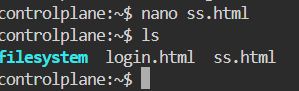 controlplane:~$ nano ss.html
controlplane:~$ ls
filesystem  login.html  ss.html
controlplane:~$